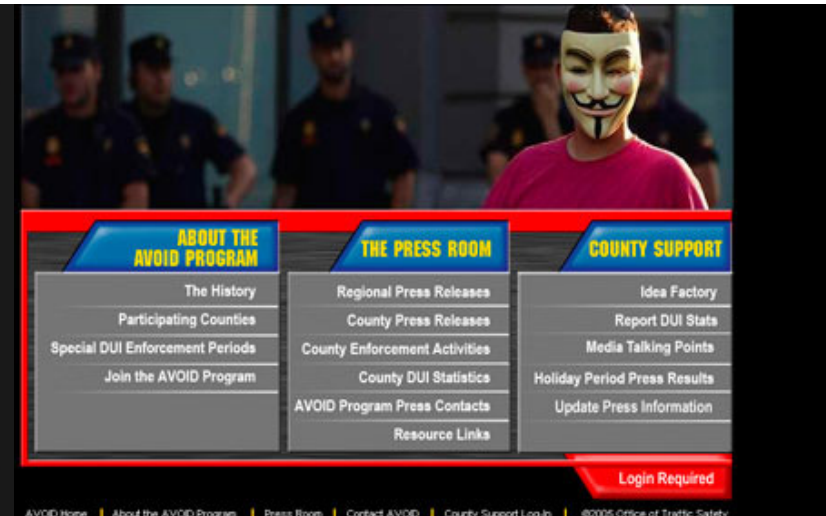 ABOUT THE
AVOID PROGRAM
The History
Participating Counties
Special DUI Enforcement Periods
Join the AVOID Program
THE PRESS ROOM
Regional Press Releases
County Press Releases
County Enforcement Activities
County DUI Statistics
AVOID Program Press Contacts
Resource Links
COUNTY SUPPORT
Idea Factory
Report DUI Stats
Media Talking Points
Holiday Period Press Results
Update Press Information
Login Required
AVOID Home | About the AVOID Program | Press Room | Contact AVOID | County Support Log-In | ©2005 Office of Traffic Safety